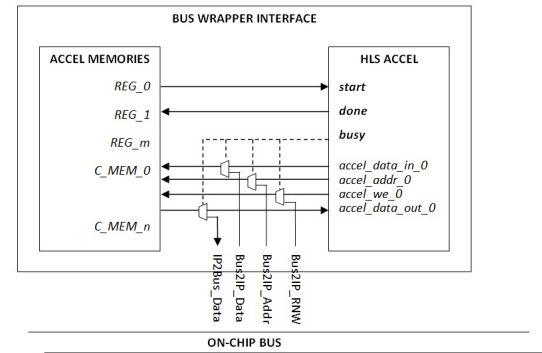 BUS WRAPPER INTERFACE
ACCEL MEMORIES
REG_0
REG_1
REG_m
C_MEM_0
C_MEM_n
HLS ACCEL
start
done
busy
accel_data_in_0
accel_addr_0
accel_we_0
accel_data_out_0
IP2Bus_Data
Bus2IP_Data
Bus2IP_Addr
Bus2IP_RNW
ON-CHIP BUS